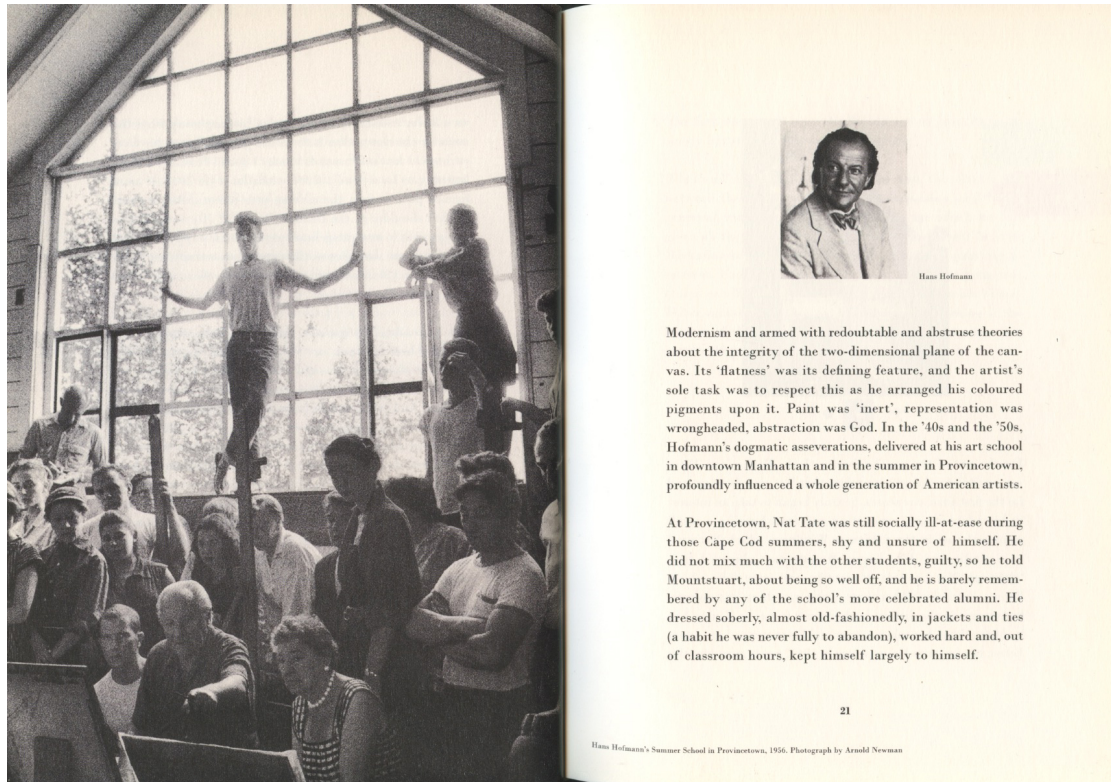 Hans Hofmann
Modernism and armed with redoubtable and abstruse theories
about the integrity of the two-dimensional plane of the can-
vas. Its ‘flatness’ was its defining feature, and the artist’s
sole task was to respect this as he arranged his coloured
pigments upon it. Paint was ‘inert’, representation was
wrongheaded, abstraction was God. In the ’40s and the ’50s,
Hofmann’s dogmatic asseverations, delivered at his art school
in downtown Manhattan and in the summer in Provincetown,
profoundly influenced a whole generation of American artists.
At Provincetown, Nat Tate was still socially ill-at-ease during
those Cape Cod summers, shy and unsure of himself. He
did not mix much with the other students, guilty, so he told
Mountstuart, about being so well off, and he is barely remem-
bered by any of the school’s more celebrated alumni. He
dressed soberly, almost old-fashionedly, in jackets and ties
(a habit he was never fully to abandon), worked hard and, out
of classroom hours, kept himself largely to himself.
21
Hans Hofmann’s Summer School in Provincetown, 1956. Photograph by Arnold Newman